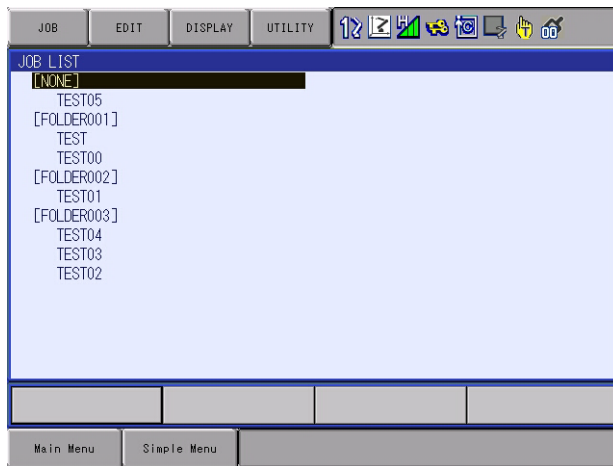 JOB EDIT DISPLAY UTILITY
JOB LIST
[NONE]
TEST05
[FOLDER001]
TEST
TEST00
[FOLDER002]
TEST01
[FOLDER003]
TEST04
TEST03
TEST02
Main Menu Simple Menu